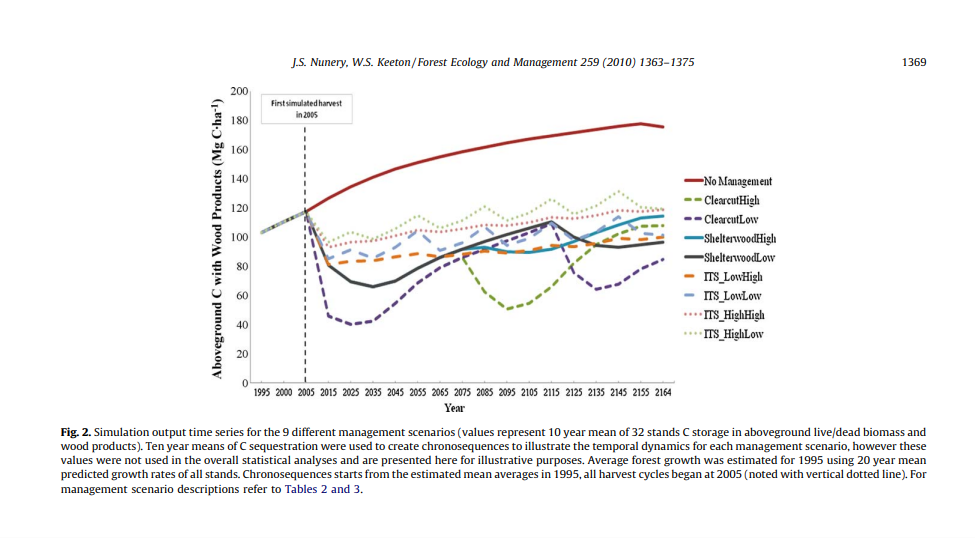 J.S. Nunery, W.S. Keeton / Forest Ecology and Management 259 (2010) 1363–1375
1369
Aboveground C with Wood Products (Mg C·ha-1)
200
180
160
140
120
100
80
60
40
20
0
First simulated harvest
in 2005
1995 2000 2005 2015 2025 2035 2045 2055 2065 2075 2085 2095 2105 2115 2125 2135 2145 2155 2164
Year
No Management
ClearcutHigh
ClearcutLow
ShelterwoodHigh
ShelterwoodLow
ITS_LowHigh
ITS_LowLow
ITS_HighHigh
ITS_HighLow
Fig. 2. Simulation output time series for the 9 different management scenarios (values represent 10 year mean of 32 stands C storage in aboveground live/dead biomass and
wood products). Ten year means of C sequestration were used to create chronosequences to illustrate the temporal dynamics for each management scenario, however these
values were not used in the overall statistical analyses and are presented here for illustrative purposes. Average forest growth was estimated for 1995 using 20 year mean
predicted growth rates of all stands. Chronosequences starts from the estimated mean averages in 1995, all harvest cycles began at 2005 (noted with vertical dotted line). For
management scenario descriptions refer to Tables 2 and 3.